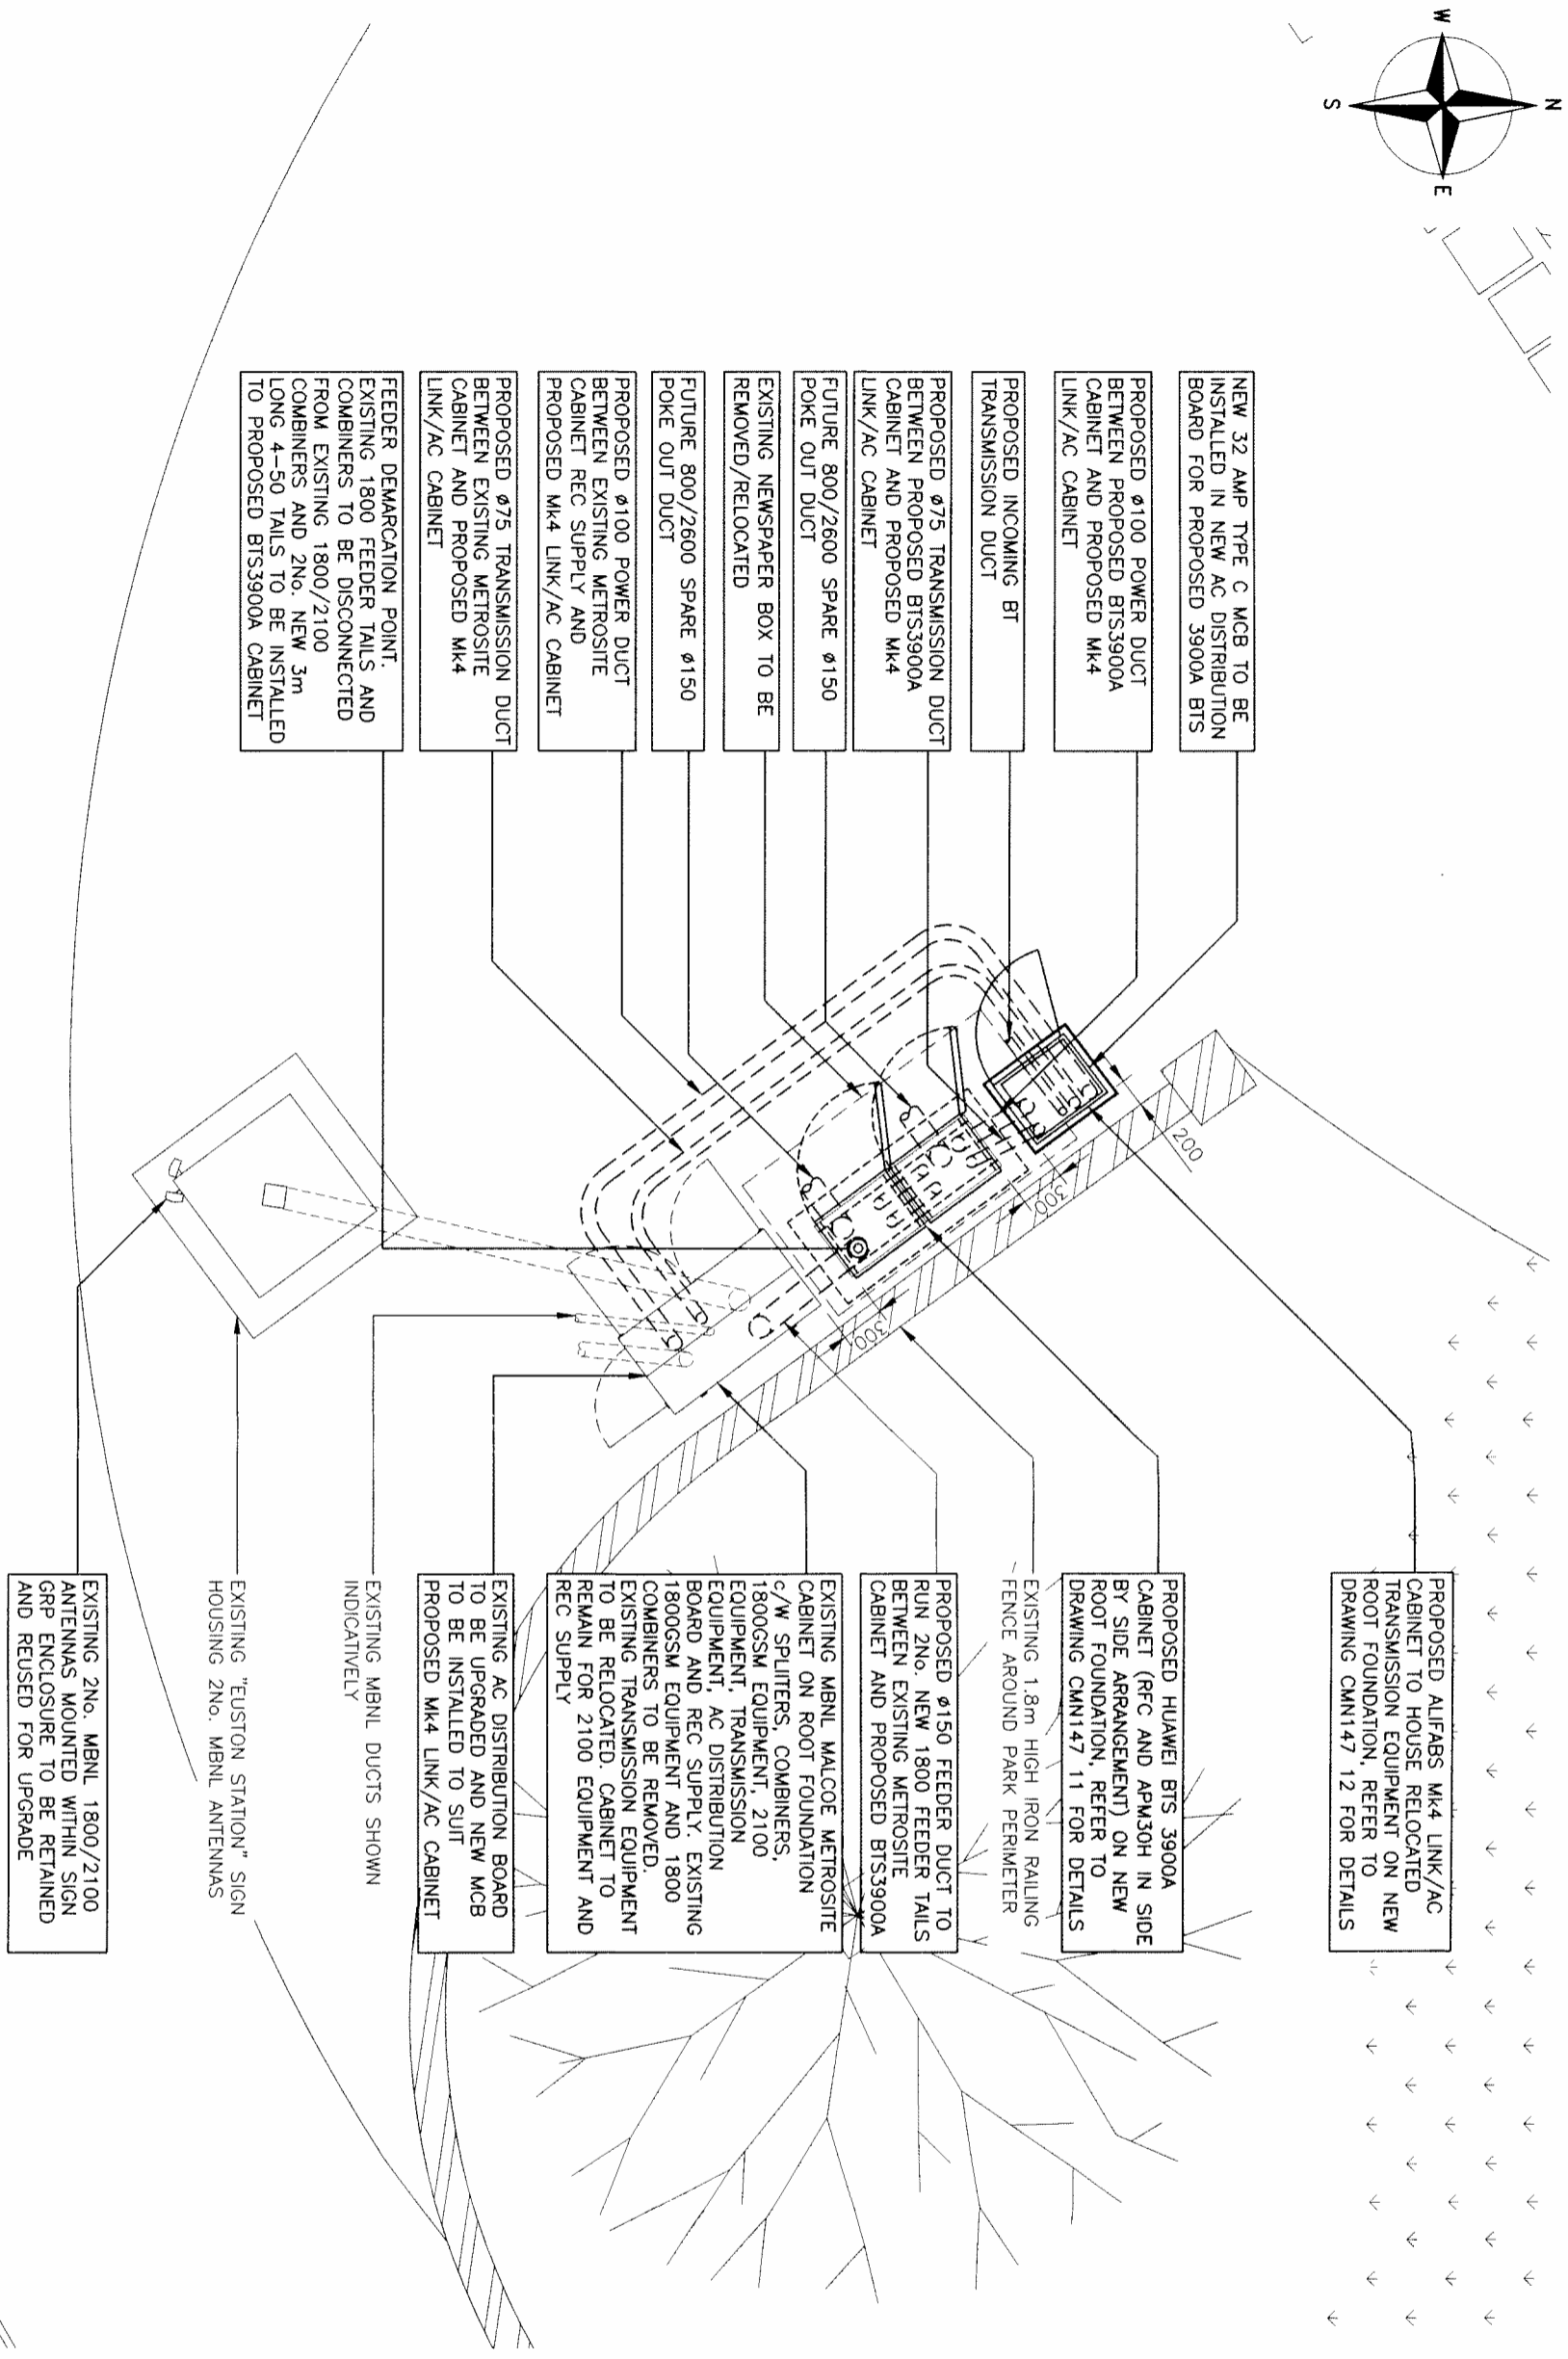 N
W
E
S
NEW 32 AMP TYPE C MCB TO BE
INSTALLED IN NEW AC DISTRIBUTION
BOARD FOR PROPOSED 3900A BTS
PROPOSED ø100 POWER DUCT
BETWEEN PROPOSED BTS3900A
CABINET AND PROPOSED Mk4
LINK/AC CABINET
PROPOSED INCOMING BT
TRANSMISSION DUCT
PROPOSED ø75 TRANSMISSION DUCT
BETWEEN PROPOSED BTS3900A
CABINET AND PROPOSED Mk4
LINK/AC CABINET
FUTURE 800/2600 SPARE ø150
POKE OUT DUCT
EXISTING NEWSPAPER BOX TO BE
REMOVED/RELOCATED
FUTURE 800/2600 SPARE ø150
POKE OUT DUCT
PROPOSED ø100 POWER DUCT
BETWEEN EXISTING METROSITE
CABINET REC SUPPLY AND
PROPOSED Mk4 LINK/AC CABINET
PROPOSED ø75 TRANSMISSION DUCT
BETWEEN EXISTING METROSITE
CABINET AND PROPOSED Mk4
LINK/AC CABINET
FEEDER DEMARCATION POINT.
EXISTING 1800 FEEDER TAILS AND
COMBINERS TO BE DISCONNECTED
FROM EXISTING 1800/2100
COMBINERS AND 2No. NEW 3m
LONG 4-50 TAILS TO BE INSTALLED
TO PROPOSED BTS3900A CABINET
200
300
300
PROPOSED ALIFABS Mk4 LINK/AC
CABINET TO HOUSE RELOCATED
TRANSMISSION EQUIPMENT ON NEW
ROOT FOUNDATION, REFER TO
DRAWING CMN147 12 FOR DETAILS
PROPOSED HUAWEI BTS 3900A
CABINET (RFC AND APM30H IN SIDE
BY SIDE ARRANGEMENT) ON NEW
ROOT FOUNDATION, REFER TO
DRAWING CMN147 11 FOR DETAILS
EXISTING 1.8m HIGH IRON RAILING
FENCE AROUND PARK PERIMETER
PROPOSED ø150 FEEDER DUCT TO
RUN 2No. NEW 1800 FEEDER TAILS
BETWEEN EXISTING METROSITE
CABINET AND PROPOSED BTS3900A
EXISTING MBNL MALCOE METROSITE
CABINET ON ROOT FOUNDATION
c/w SPLIITERS, COMBINERS,
1800GSM EQUIPMENT, 2100
EQUIPMENT, TRANSMISSION
EQUIPMENT, AC DISTRIBUTION
BOARD AND REC SUPPLY. EXISTING
1800GSM EQUIPMENT AND 1800
COMBINERS TO BE REMOVED.
EXISTING TRANSMISSION EQUIPMENT
TO BE RELOCATED. CABINET TO
REMAIN FOR 2100 EQUIPMENT AND
REC SUPPLY
EXISTING AC DISTRIBUTION BOARD
TO BE UPGRADED AND NEW MCB
TO BE INSTALLED TO SUIT
PROPOSED Mk4 LINK/AC CABINET
EXISTING MBNL DUCTS SHOWN
INDICATIVELY
EXISTING "EUSTON STATION" SIGN
HOUSING 2No. MBNL ANTENNAS
EXISTING 2No. MBNL 1800/2100
ANTENNAS MOUNTED WITHIN SIGN
GRP ENCLOSURE TO BE RETAINED
AND REUSED FOR UPGRADE